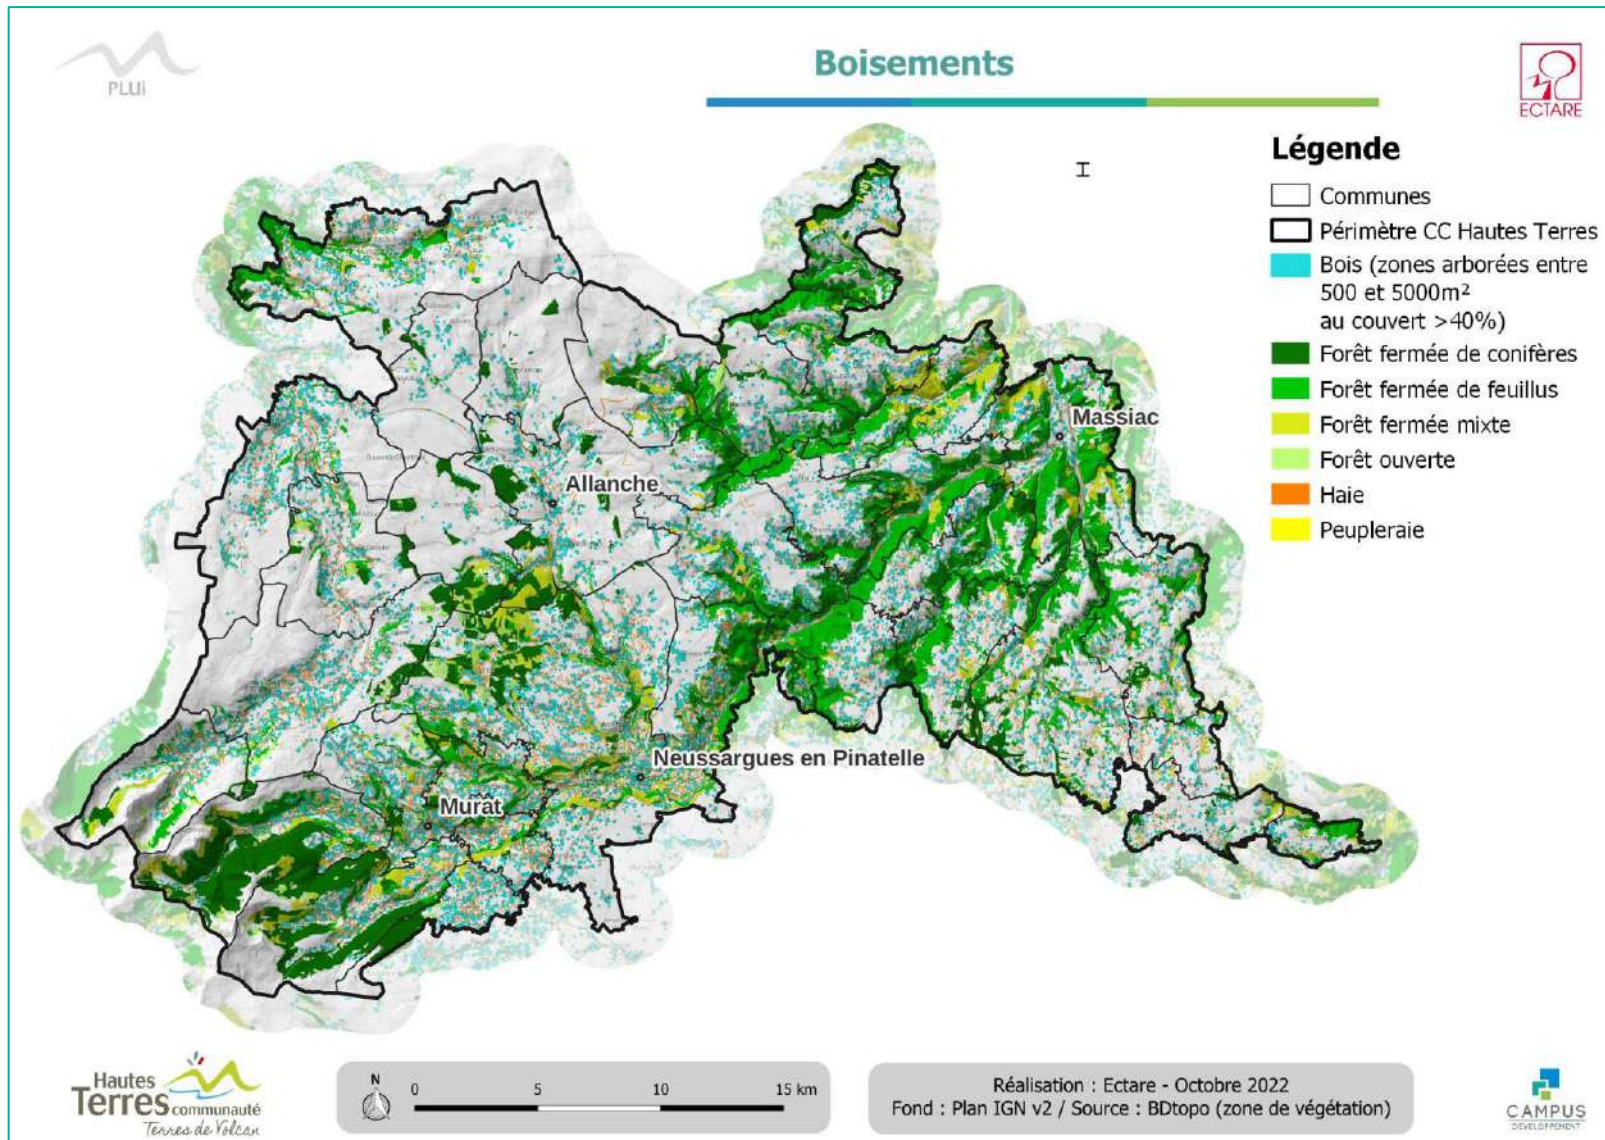 PLUi
Boisements
ECTARE
Légende
Communes
Périmètre CC Hautes Terres
Bois (zones arborées entre
500 et 5000m²
au couvert >40%)
Forêt fermée de conifères
Forêt fermée de feuillus
Forêt fermée mixte
Forêt ouverte
Haie
Peupleraie
Massiac
Allanche
Neussargues en Pinatelle
Murat
Hautes
Terres communauté
Terres de Volcan
N
0 5 10 15 km
Réalisation : Ectare - Octobre 2022
Fond : Plan IGN v2 / Source : BDtopo (zone de végétation)
CAMPUS
DÉVELOPPEMENT